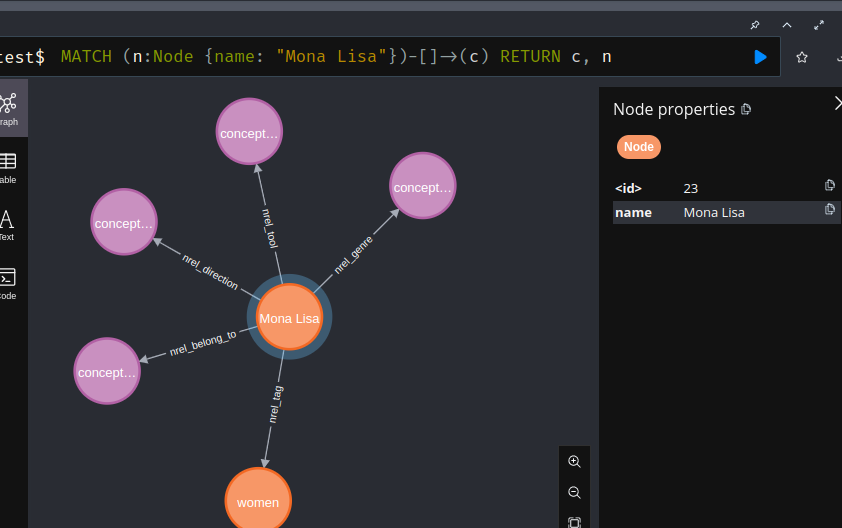 test$ MATCH (n:Node {name: "Mona Lisa"})-[]->(c) RETURN c, n
raph
able
Text
ode
concept...
concept...
concept...
nrel_tool
nrel_genre
nrel_direction
Mona Lisa
nrel_belong_to
concept...
nrel_tag
women
Node properties
Node
<id> 23
name Mona Lisa